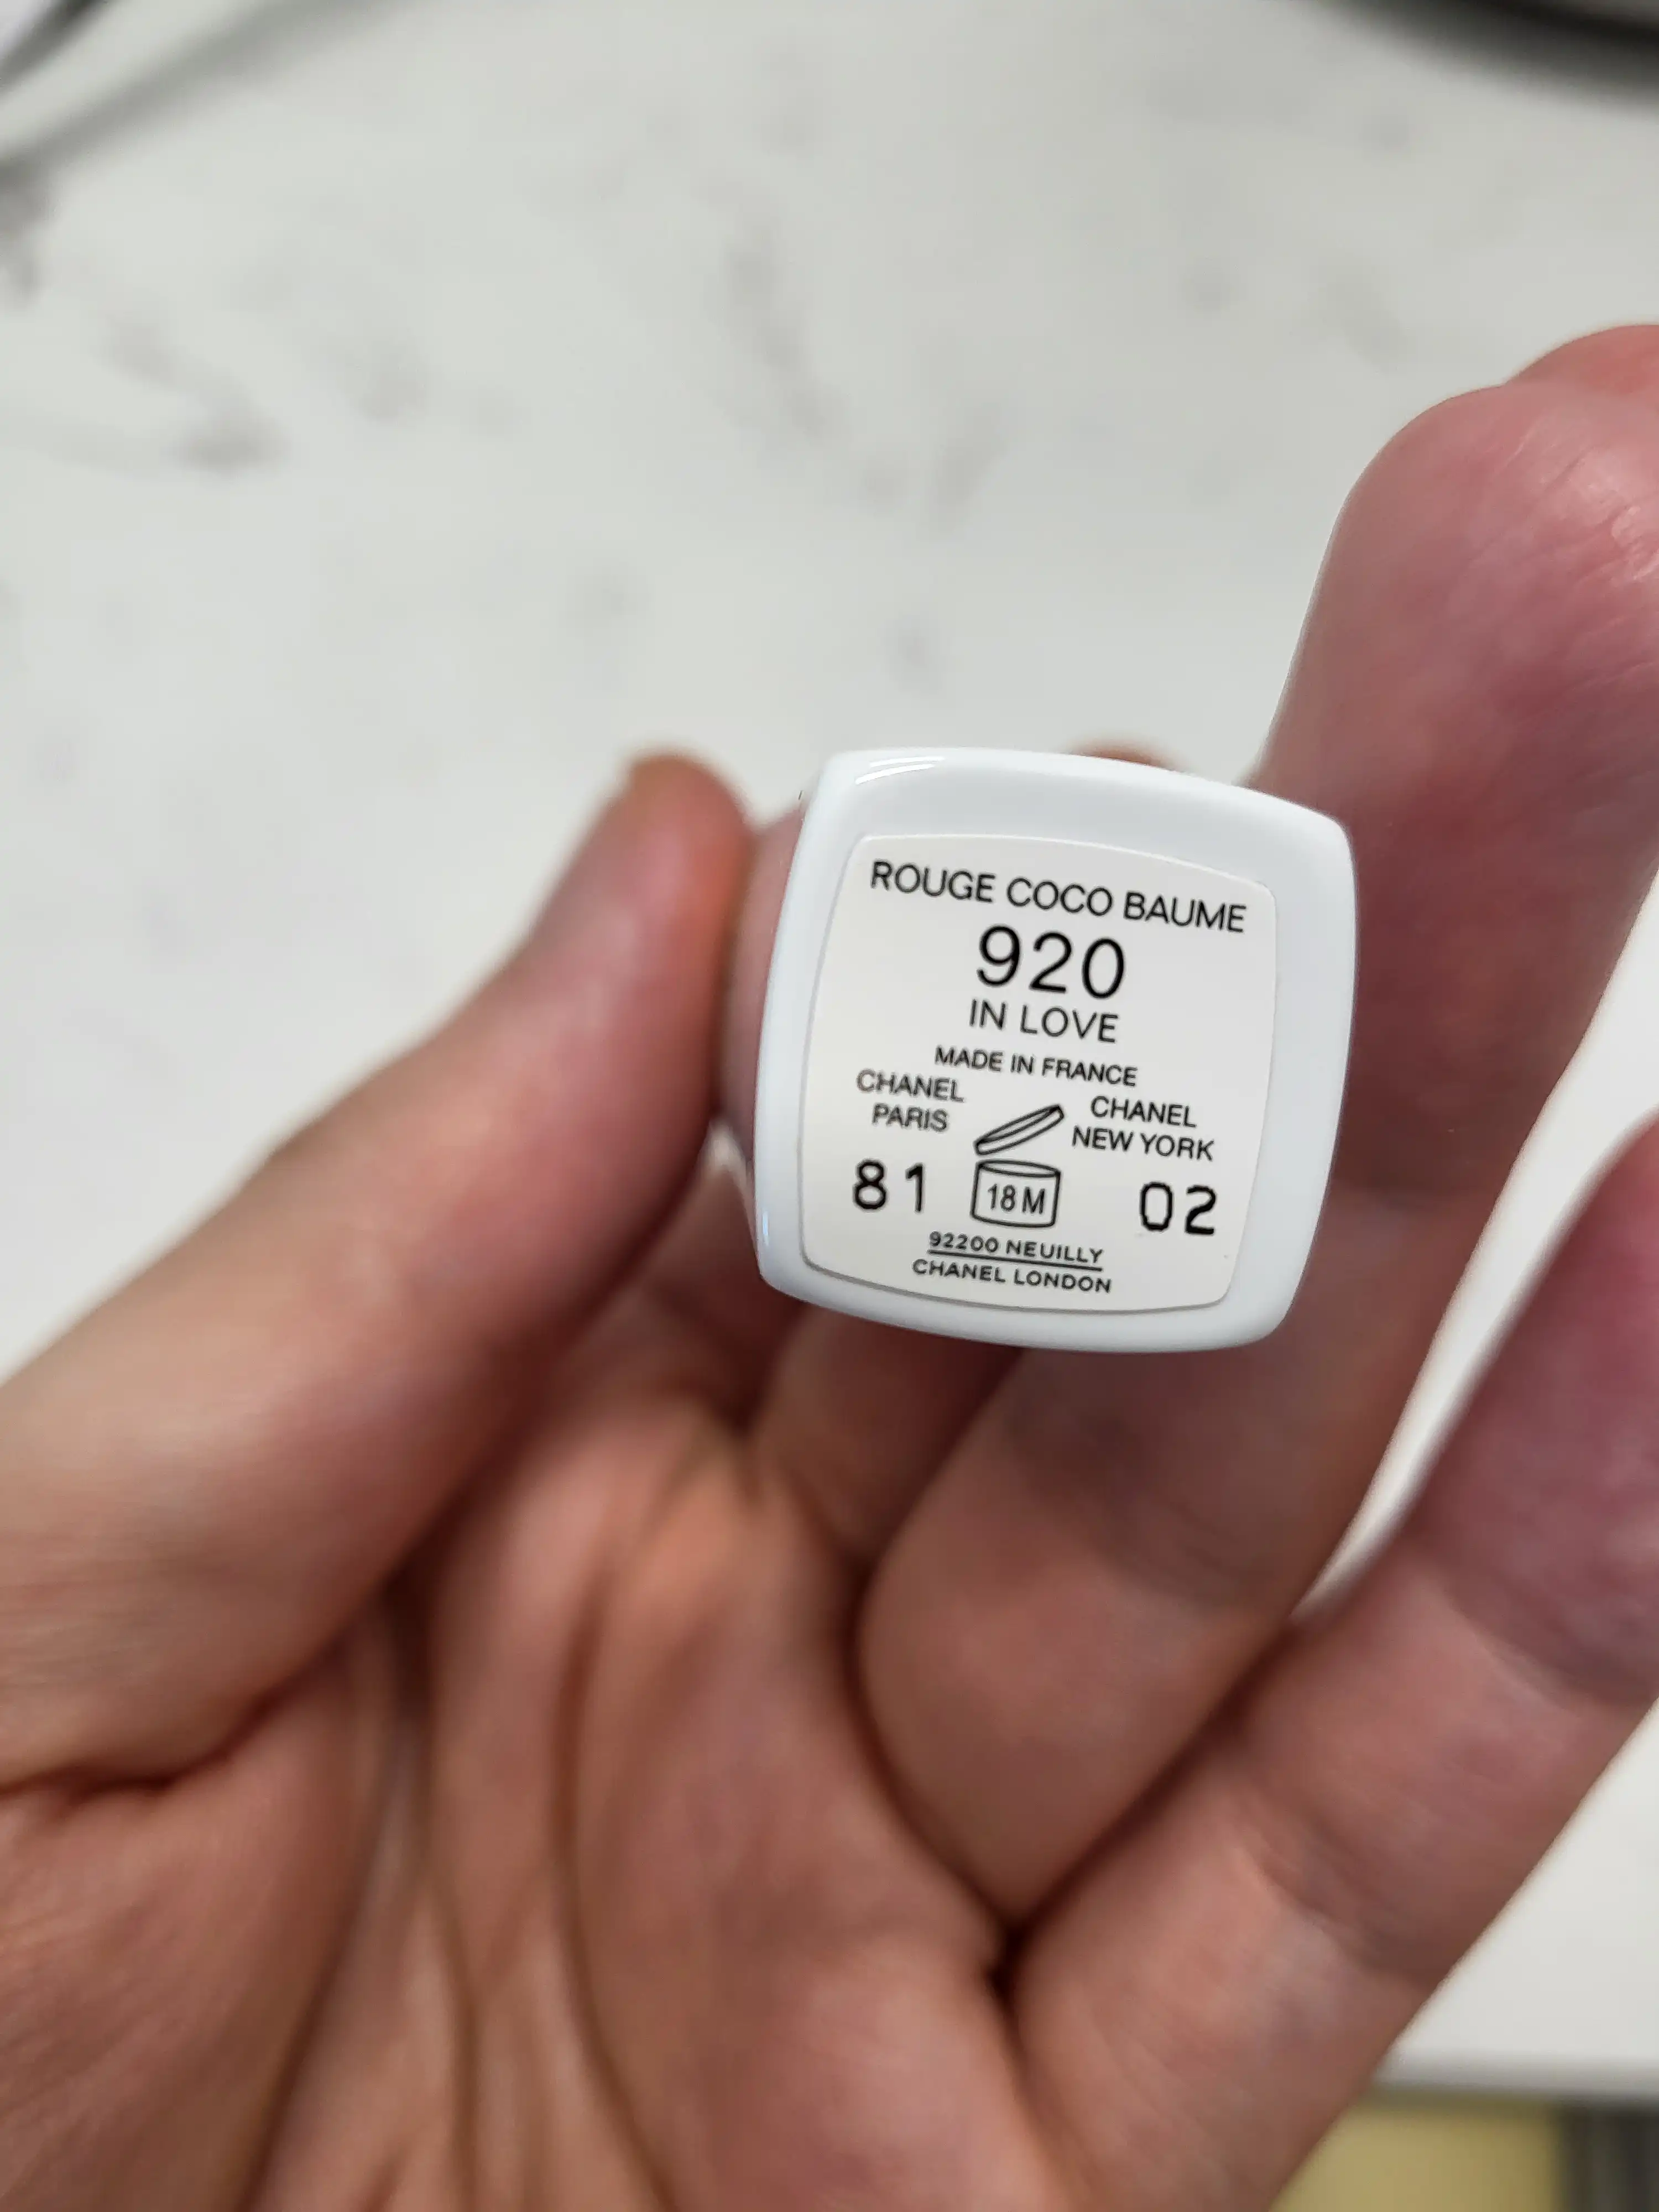 ROUGE COCO BAUME
920
IN LOVE
MADE IN FRANCE
CHANEL
PARIS
CHANEL
NEW YORK
81
18 M
02
92200 NEUILLY
CHANEL LONDON